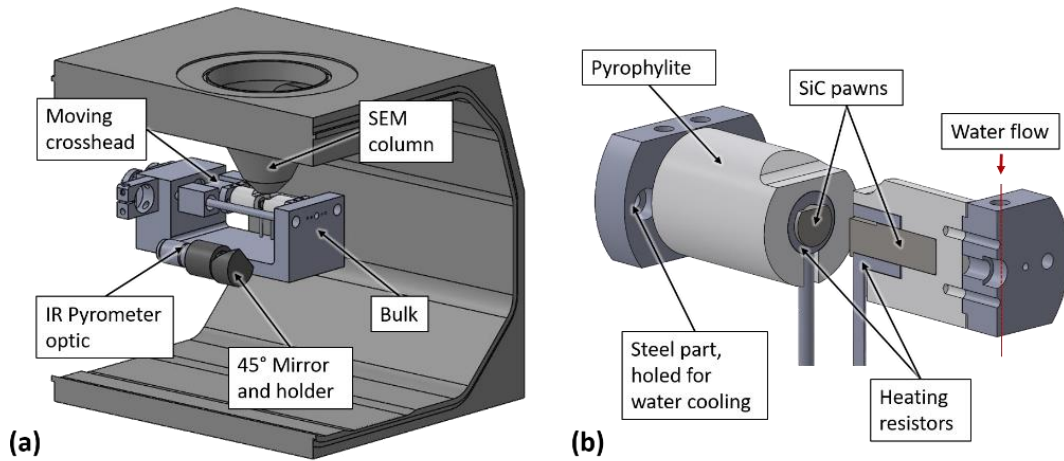 Moving
crosshead
SEM
column
IR Pyrometer
optic
45° Mirror
and holder
Bulk
(a)
Pyrophylite
SiC pawns
Water flow
Steel part,
holed for
water cooling
Heating
resistors
(b)